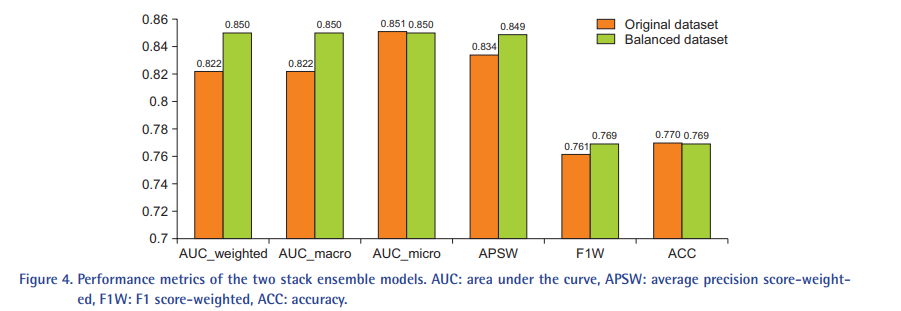 0.86
0.84
0.82
0.8
0.78
0.76
0.74
0.72
0.7
0.822
0.850
0.822
0.850
0.851
0.850
0.834
0.849
0.761
0.769
0.770
0.769
Original dataset
Balanced dataset
AUC_weighted
AUC_macro
AUC_micro
APSW
F1W
ACC
Figure 4. Performance metrics of the two stack ensemble models. AUC: area under the curve, APSW: average precision score-weight-
ed, F1W: F1 score-weighted, ACC: accuracy.